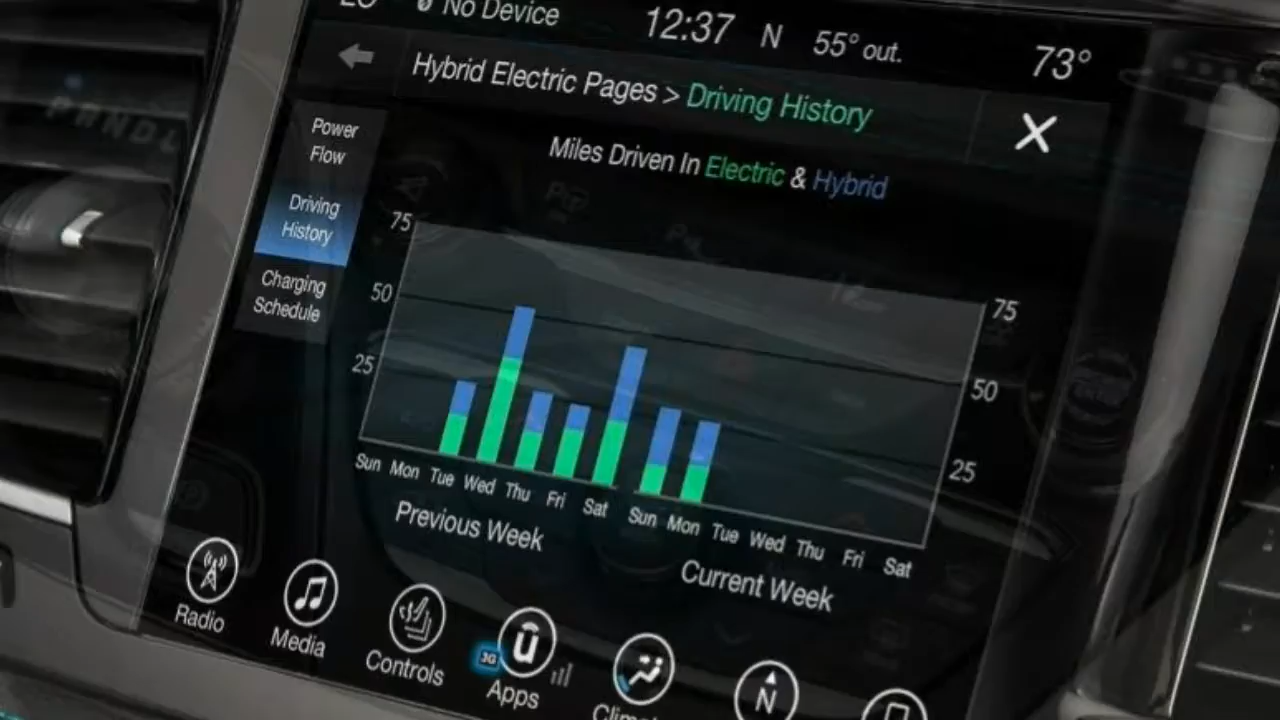 No Device
12:37 N 55° out. 73°
Hybrid Electric Pages > Driving History
X
Miles Driven In Electric & Hybrid
Power
Flow
Driving
History
Charging
Schedule
75
50
25
75
50
25
Sun Mon Tue Wed Thu Fri Sat Sun Mon Tue Wed Thu Fri Sat
Previous Week
Current Week
Radio
Media
Controls
3G
Apps
N
PRNDL